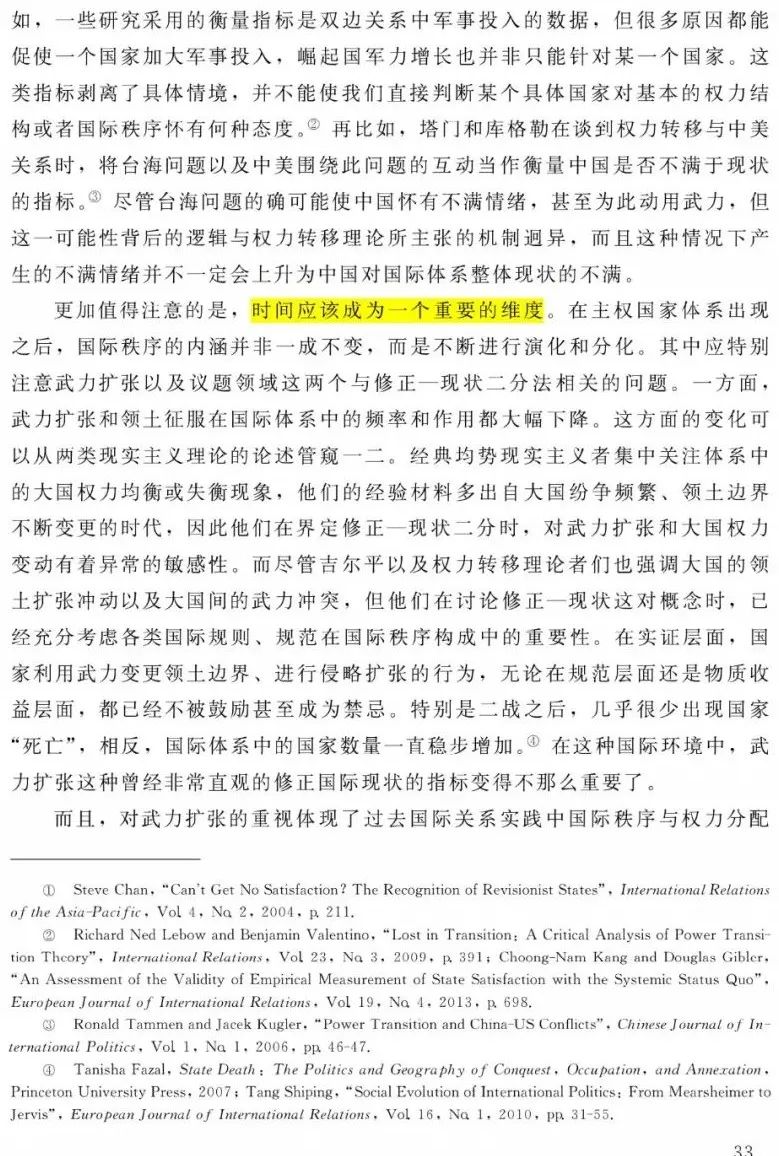 如，一些研究采用的衡量指标是双边关系中军事投入的数据，但很多原因都能
促使一个国家加大军事投入，崛起国军力增长也并非只能针对某一个国家。这
类指标剥离了具体情境，并不能使我们直接判断某个具体国家对基本的权力结
构或者国际秩序怀有何种态度。② 再比如，塔门和库格勒在谈到权力转移与中美
关系时，将台海问题以及中美围绕此问题的互动当作衡量中国是否不满于现状
的指标。③ 尽管台海问题的确可能使中国怀有不满情绪，甚至为此动用武力，但
这一可能性背后的逻辑与权力转移理论所主张的机制迥异，而且这种情况下产
生的不满情绪并不一定会上升为中国对国际体系整体现状的不满。
更加值得注意的是，时间应该成为一个重要的维度。在主权国家体系出现
之后，国际秩序的内涵并非一成不变，而是不断进行演化和分化。其中应特别
注意武力扩张以及议题领域这两个与修正—现状二分法相关的问题。一方面，
武力扩张和领土征服在国际体系中的频率和作用都大幅下降。这方面的变化可
以从两类现实主义理论的论述管窥一二。经典均势现实主义者集中关注体系中
的大国权力均衡或失衡现象，他们的经验材料多出自大国纷争频繁、领土边界
不断变更的时代，因此他们在界定修正—现状二分时，对武力扩张和大国权力
变动有着异常的敏感性。而尽管吉尔平以及权力转移理论者们也强调大国的领
土扩张冲动以及大国间的武力冲突，但他们在讨论修正—现状这对概念时，已
经充分考虑各类国际规则、规范在国际秩序构成中的重要性。在实证层面，国
家利用武力变更领土边界、进行侵略扩张的行为，无论在规范层面还是物质收
益层面，都已经不被鼓励甚至成为禁忌。特别是二战之后，几乎很少出现国家
“死亡”，相反，国际体系中的国家数量一直稳步增加。④ 在这种国际环境中，武
力扩张这种曾经非常直观的修正国际现状的指标变得不那么重要了。
而且，对武力扩张的重视体现了过去国际关系实践中国际秩序与权力分配
① Steve Chan, “Can't Get No Satisfaction? The Recognition of Revisionist States”, International Relations
of the Asia-Pacific, Vol. 4, No. 2, 2004, p. 211.
② Richard Ned Lebow and Benjamin Valentino, “Lost in Transition: A Critical Analysis of Power Transi-
tion Theory”, International Relations, Vol. 23, No. 3, 2009, p. 391; Choong-Nam Kang and Douglas Gibler,
“An Assessment of the Validity of Empirical Measurement of State Satisfaction with the Systemic Status Quo”,
European Journal of International Relations, Vol. 19, No. 4, 2013, p. 698.
③ Ronald Tammen and Jacek Kugler, “Power Transition and China-US Conflicts”, Chinese Journal of In-
ternational Politics, Vol. 1, No. 1, 2006, pp. 46-47.
④ Tanisha Fazal, State Death: The Politics and Geography of Conquest, Occupation, and Annexation,
Princeton University Press, 2007; Tang Shiping, “Social Evolution of International Politics: From Mearsheimer to
Jervis”, European Journal of International Relations, Vol. 16, No. 1, 2010, pp. 31-55.
33